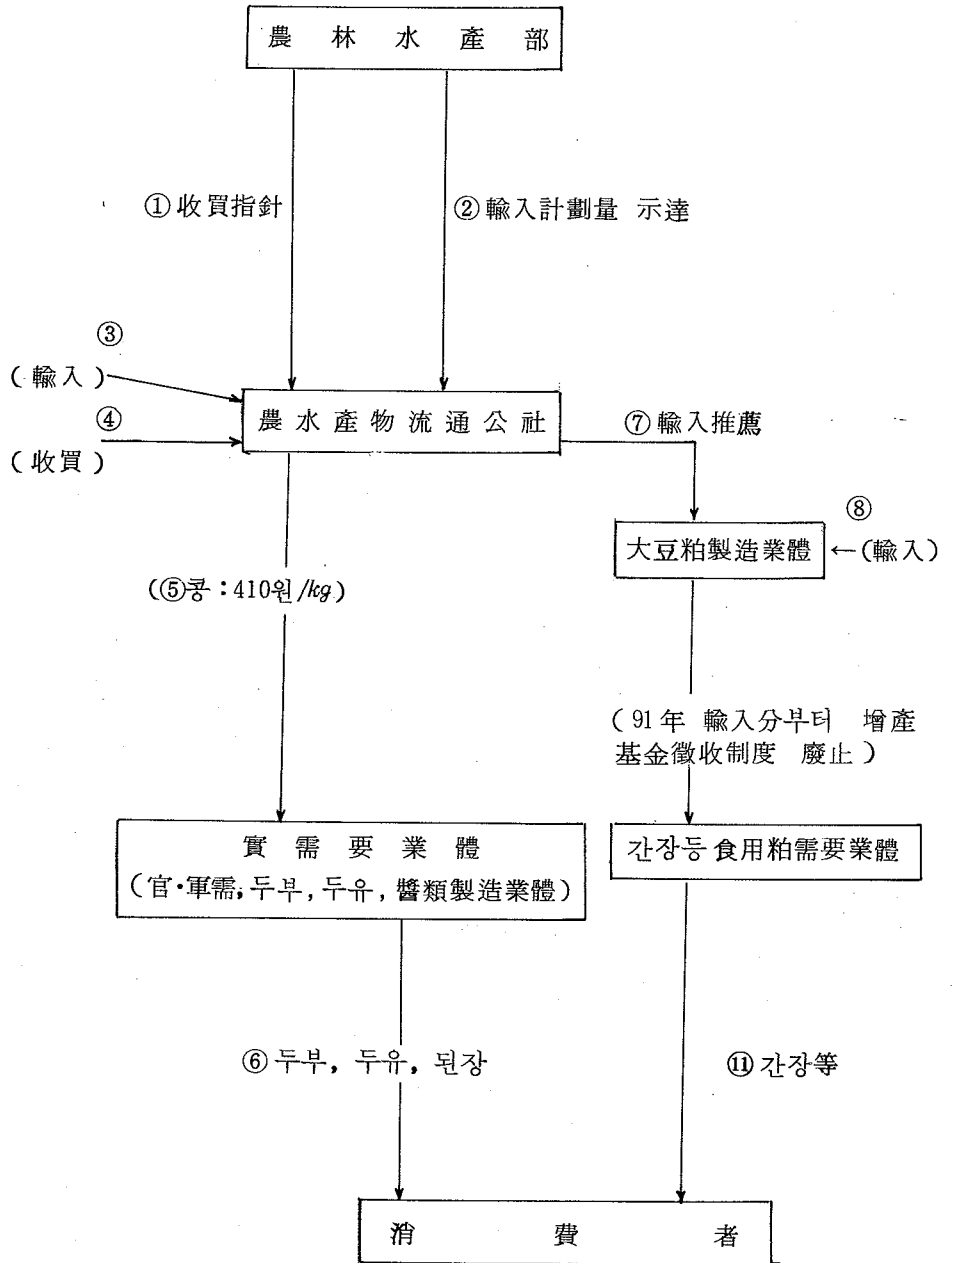 農林水產部
①收買指針
②輸入計劃量 示達
③
(輸入)
農水產物流通公社
④
(收買)
⑦輸入推薦
⑧
大豆粕製造業體 ←(輸入)
(⑤콩:410원/kg)
(91年 輸入分부터 增產
基金徵收制度 廢止)
實需要業體
(官·軍需, 두부, 두유, 醬類製造業體)
간장등 食用粕需要業體
⑥두부, 두유, 된장
⑪간장等
消費者